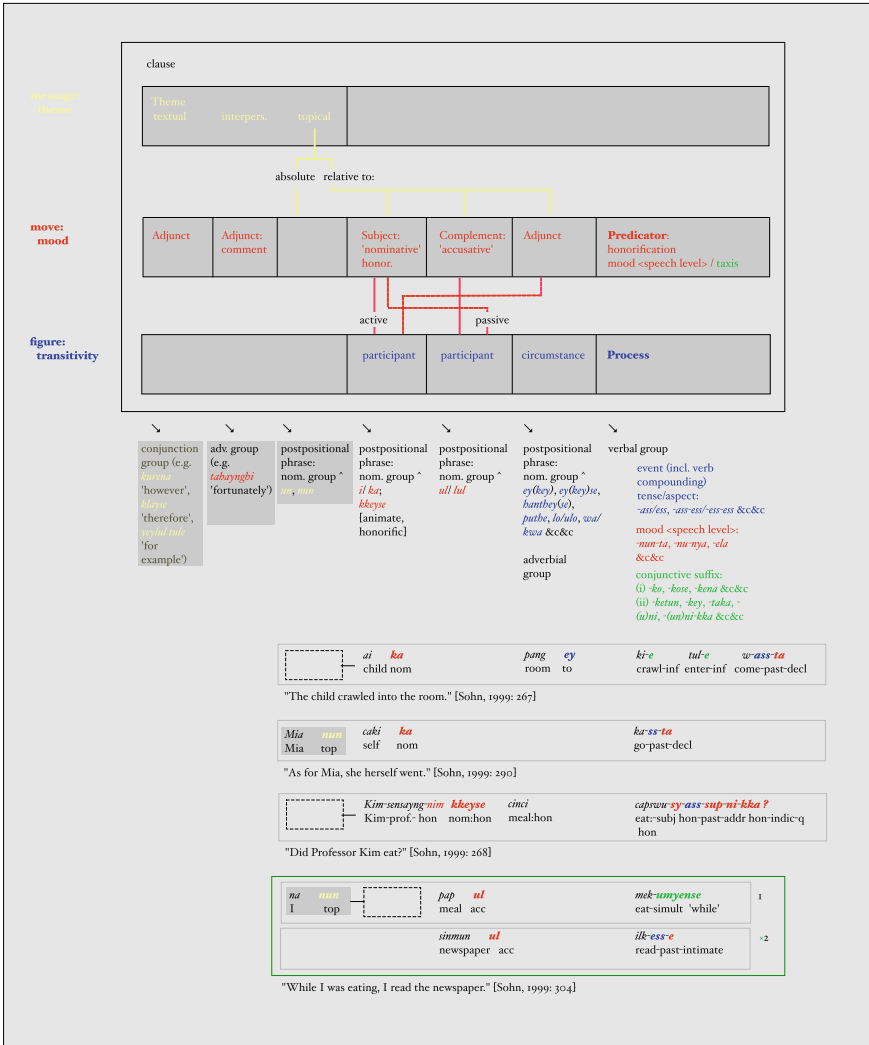 clause
message:
theme
Theme
textual interpers. topical
absolute relative to:
move:
mood
Adjunct
Adjunct:
comment
Subject:
'nominative'
honor.
Complement:
'accusative'
Adjunct
Predicator:
honorification
mood <speech level> / taxis
active passive
figure:
transitivity
participant participant circumstance Process
conjunction
group (e.g.
kurena
'however',
klayse
'therefore',
yey/ul tule
'for
example')
adv. group
(e.g.
tahaynghi
'fortunately')
postpositional
phrase:
nom. group ^
un, nun
postpositional
phrase:
nom. group ^
i/ ka;
kkeyse
[animate,
honorific]
postpositional
phrase:
nom. group ^
ul/ lul
postpositional
phrase:
nom. group ^
ey(key), ey(key)se,
hanthey(se),
puthe, lo/ulo, wa/
kwa &c&c
adverbial
group
verbal group
event (incl. verb
compounding)
tense/aspect:
-ass/ess, -ass-ess/-ess-ess &c&c
mood <speech level>:
-nun-ta, -nu-nya, -ela
&c&c
conjunctive suffix:
(i) -ko, -kose, -kena &c&c
(ii) -ketun, -key, -taka, -
(u)ni, -(un)ni-kka &c&c
ai ka pang ey ki-e tul-e w-ass-ta
child nom room to crawl-inf enter-inf come-past-decl
"The child crawled into the room." [Sohn, 1999: 267]
Mia nun caki ka ka-ss-ta
Mia top self nom go-past-decl
"As for Mia, she herself went." [Sohn, 1999: 290]
Kim-sensayng-nim kkeyse cinci capswu-sy-ass-sup-ni-kka ?
Kim-prof.- hon nom:hon meal:hon eat:-subj hon-past-addr hon-indic-q
hon
"Did Professor Kim eat?" [Sohn, 1999: 268]
na nun pap ul mek-umyense 1
I top meal acc eat-simult 'while'
sinmun ul ilk-ess-e ×2
newspaper acc read-past-intimate
"While I was eating, I read the newspaper." [Sohn, 1999: 304]